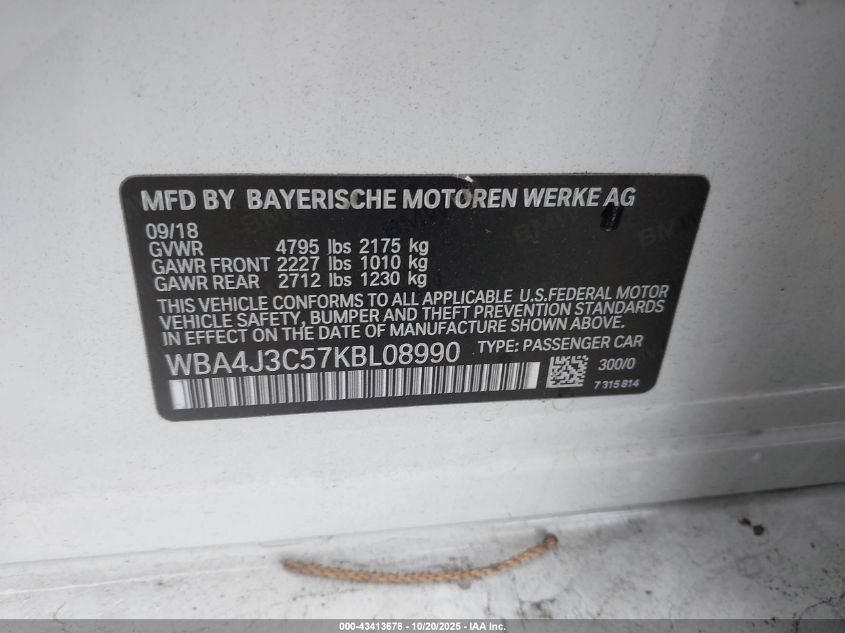 MFD BY BAYERISCHE MOTOREN WERKE AG
09/18
GVWR 4795 lbs 2175 kg
GAWR FRONT 2227 lbs 1010 kg
GAWR REAR 2712 lbs 1230 kg
THIS VEHICLE CONFORMS TO ALL APPLICABLE U.S.FEDERAL MOTOR
VEHICLE SAFETY, BUMPER AND THEFT PREVENTION STANDARDS
IN EFFECT ON THE DATE OF MANUFACTURE SHOWN ABOVE.
WBA4J3C57KBL08990 TYPE: PASSENGER CAR
300/0
7 315 814
000-43413678 - 10/20/2025 - IAA Inc.